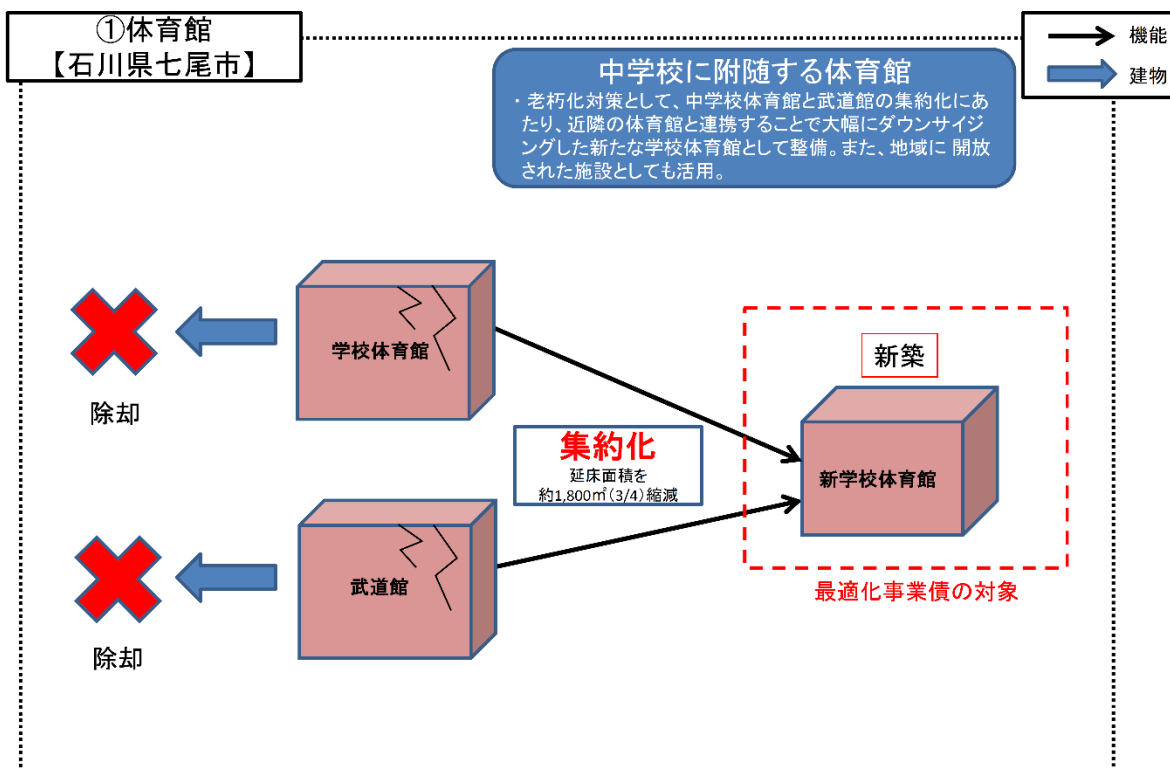 ①体育館
【石川県七尾市】
機能
建物
中学校に附随する体育館
・老朽化対策として、中学校体育館と武道館の集約化にあ
たり、近隣の体育館と連携することで大幅にダウンサイジ
ングした新たな学校体育館として整備。また、地域に 開放
された施設としても活用。
学校体育館
除却
新築
集約化
延床面積を
約1,800㎡(3/4)縮減
新学校体育館
武道館
最適化事業債の対象
除却